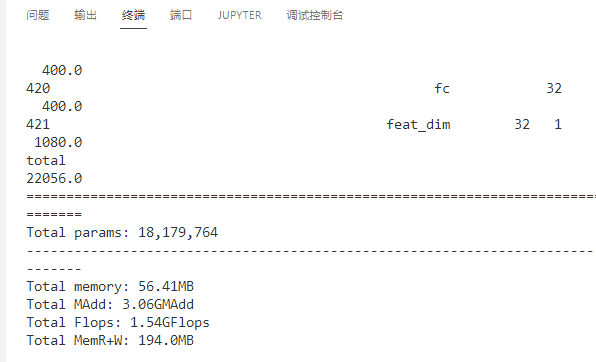 问题 输出 终端 端口 JUPYTER 调试控制台
400.0
420 fc 32
400.0
421 feat_dim 32 1
1080.0
total
22056.0
=======================================================================
=======
Total params: 18,179,764
-----------------------------------------------------------------------
-------
Total memory: 56.41MB
Total MAdd: 3.06GMAdd
Total Flops: 1.54GFlops
Total MemR+W: 194.0MB